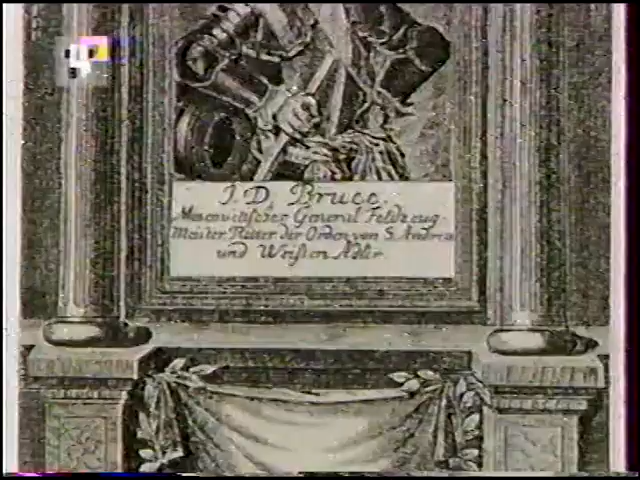 J. D. Bruce.
Moscovitischer General Feldzeug-
Meister Ritter der Orden von S. Andrea
und Weissen Adler.